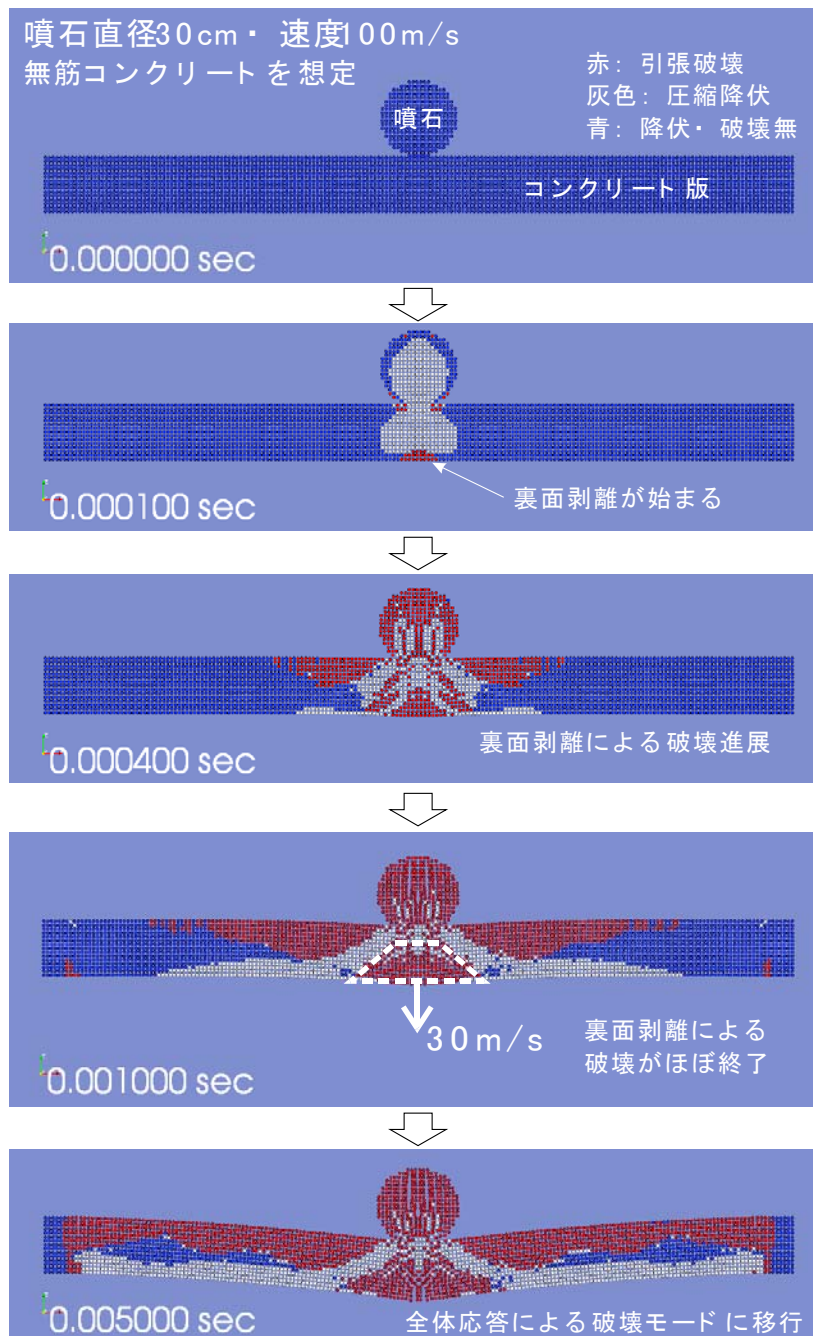 噴石直径30cm・ 速度100m/s
無筋コンクリートを想定
赤：引張破壊
灰色：圧縮降伏
青：降伏・破壊無
噴石
コンクリート版
0.000000 sec
裏面剥離が始まる
0.000100 sec
裏面剥離による破壊進展
0.000400 sec
30m/s
裏面剥離による
破壊がほぼ終了
0.001000 sec
0.005000 sec
全体応答による破壊モードに移行